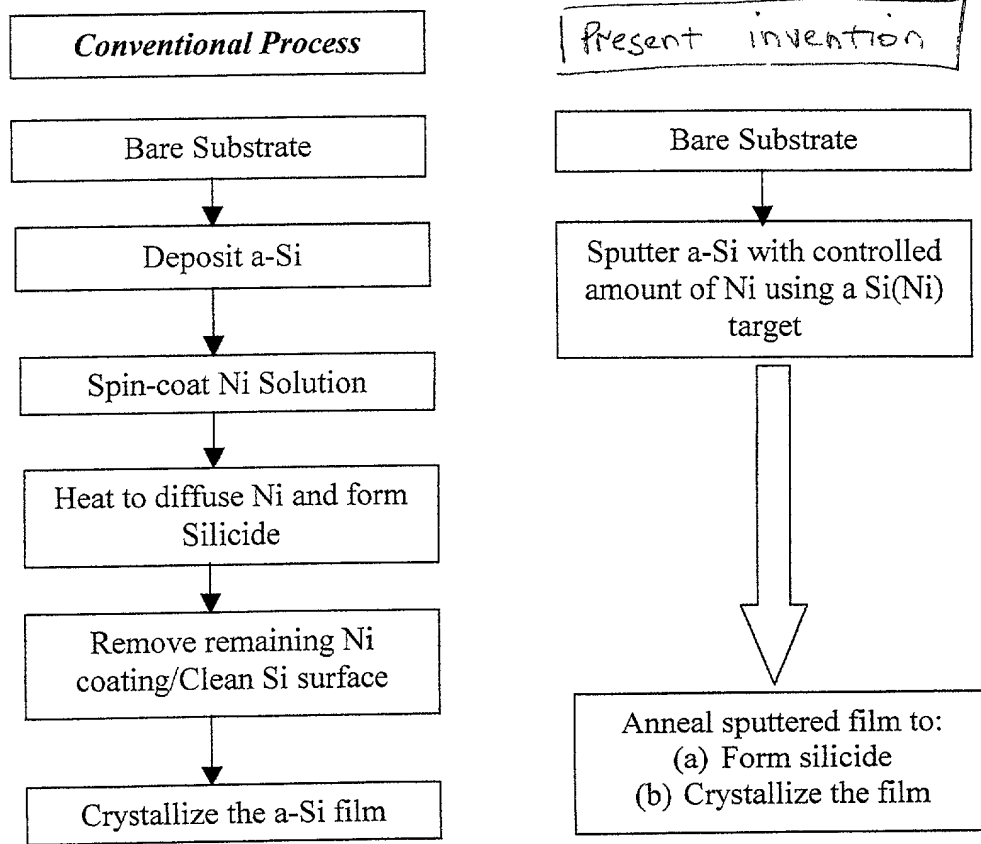 Conventional Process
Bare Substrate
Deposit a-Si
Spin-coat Ni Solution
Heat to diffuse Ni and form
Silicide
Remove remaining Ni
coating/Clean Si surface
Crystallize the a-Si film
Present invention
Bare Substrate
Sputter a-Si with controlled
amount of Ni using a Si(Ni)
target
Anneal sputtered film to:
(a) Form silicide
(b) Crystallize the film